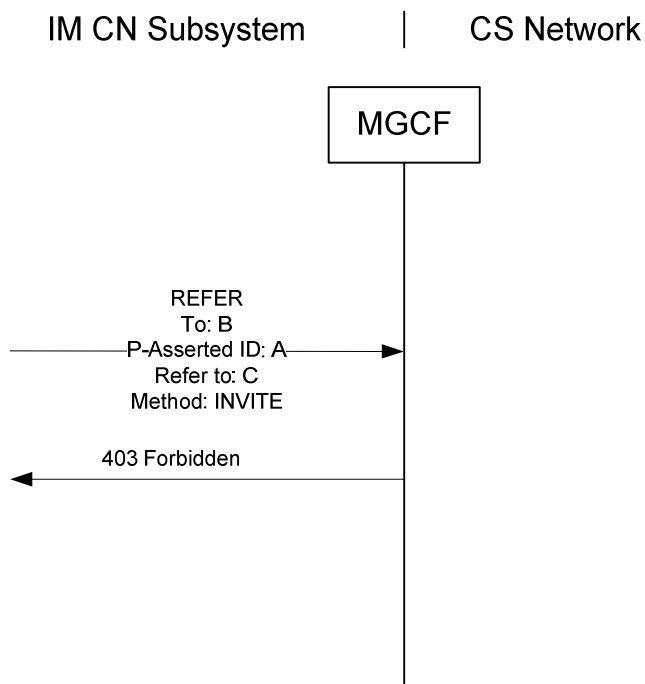 IM CN Subsystem | CS Network
MGCF
REFER
To: B
P-Asserted ID: A
Refer to: C
Method: INVITE
403 Forbidden